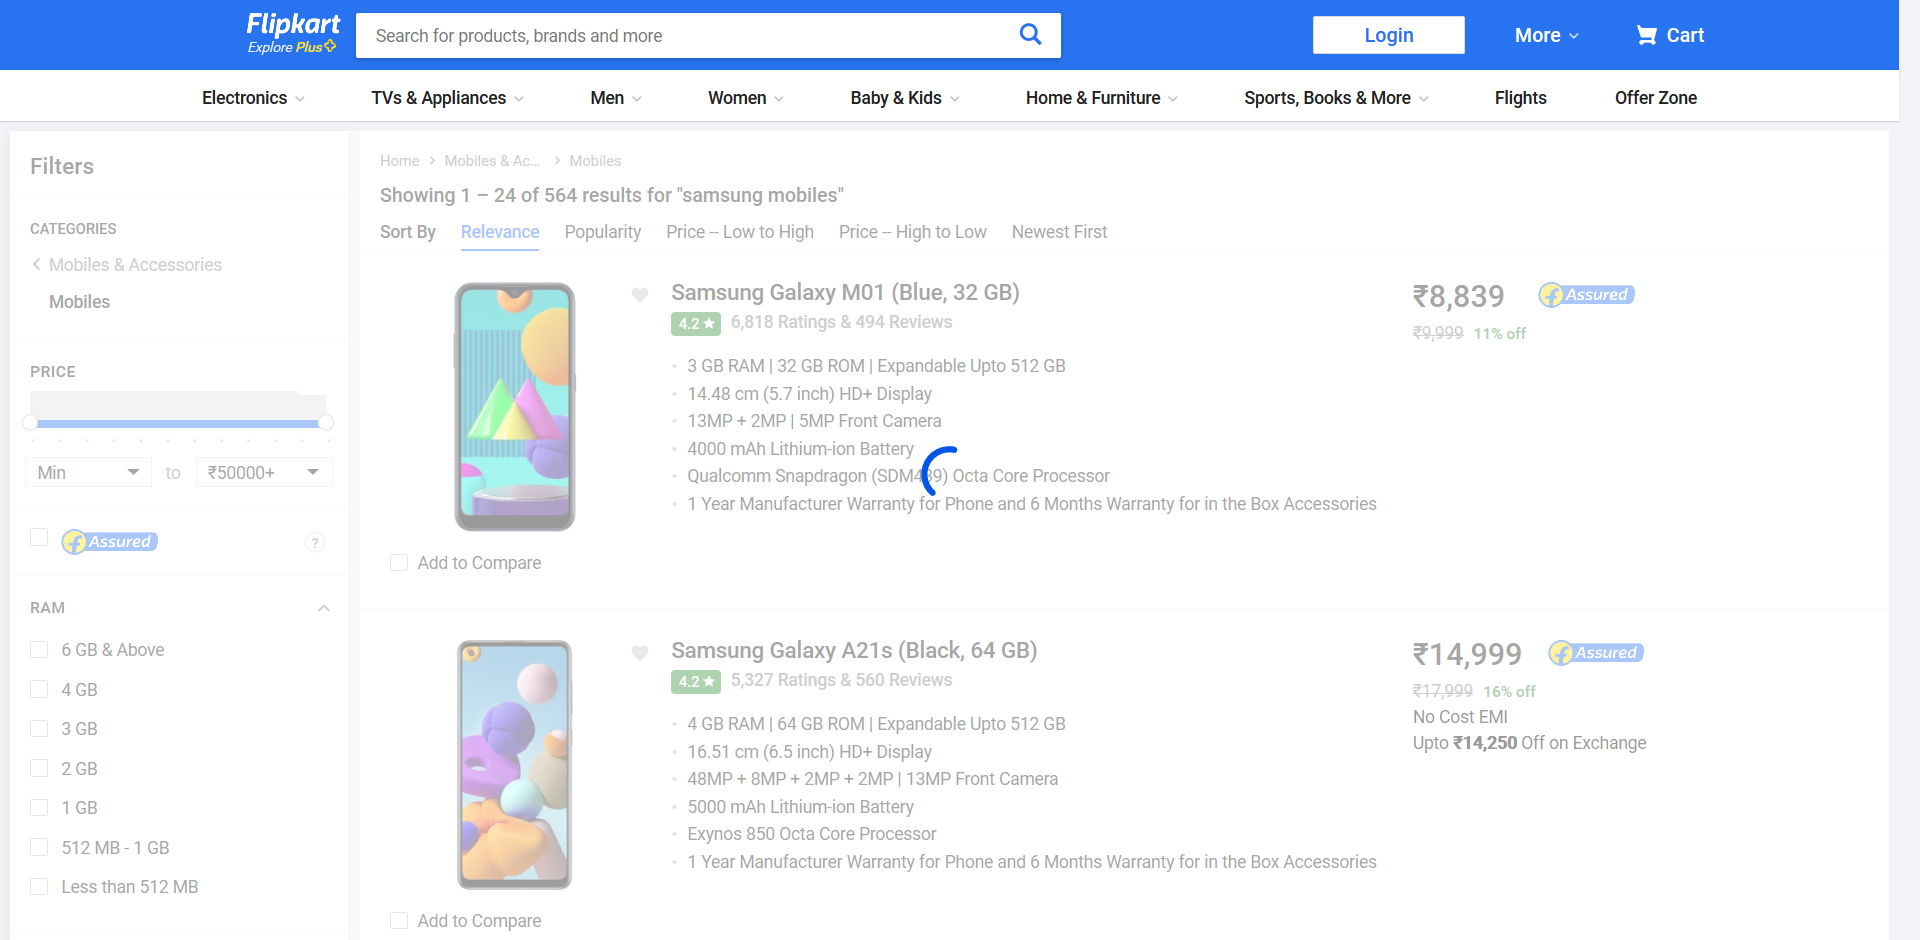 Flipkart
Explore Plus
Search for products, brands and more
Login
More
Cart
Electronics
TVs & Appliances
Men
Women
Baby & Kids
Home & Furniture
Sports, Books & More
Flights
Offer Zone
Filters
CATEGORIES
Mobiles & Accessories
Mobiles
PRICE
Min
to
₹50000+
Assured
?
RAM
6 GB & Above
4 GB
3 GB
2 GB
1 GB
512 MB - 1 GB
Less than 512 MB
Home
Mobiles & Ac...
Mobiles
Showing 1 – 24 of 564 results for "samsung mobiles"
Sort By
Relevance
Popularity
Price -- Low to High
Price -- High to Low
Newest First
Samsung Galaxy M01 (Blue, 32 GB)
4.2 ★ 6,818 Ratings & 494 Reviews
3 GB RAM | 32 GB ROM | Expandable Upto 512 GB
14.48 cm (5.7 inch) HD+ Display
13MP + 2MP | 5MP Front Camera
4000 mAh Lithium-ion Battery
Qualcomm Snapdragon (SDM439) Octa Core Processor
1 Year Manufacturer Warranty for Phone and 6 Months Warranty for in the Box Accessories
Add to Compare
₹8,839
Assured
₹9,999 11% off
Samsung Galaxy A21s (Black, 64 GB)
4.2 ★ 5,327 Ratings & 560 Reviews
4 GB RAM | 64 GB ROM | Expandable Upto 512 GB
16.51 cm (6.5 inch) HD+ Display
48MP + 8MP + 2MP + 2MP | 13MP Front Camera
5000 mAh Lithium-ion Battery
Exynos 850 Octa Core Processor
1 Year Manufacturer Warranty for Phone and 6 Months Warranty for in the Box Accessories
Add to Compare
₹14,999
Assured
₹17,999 16% off
No Cost EMI
Upto ₹14,250 Off on Exchange